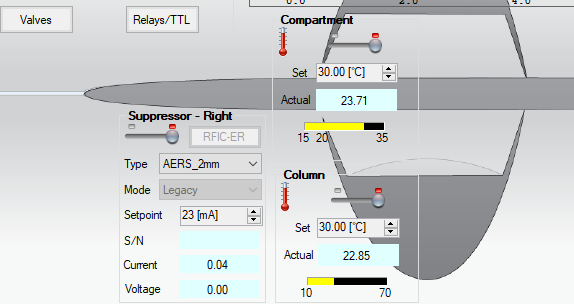 0.0 2.0 4.0
Valves
Relays/TTL
Compartment
Set 30.00 [°C]
Actual 23.71
15 20 35
Suppressor - Right
RFIC-ER
Type AERS_2mm
Mode Legacy
Setpoint 23 [mA]
S/N
Current 0.04
Voltage 0.00
Column
Set 30.00 [°C]
Actual 22.85
10 70